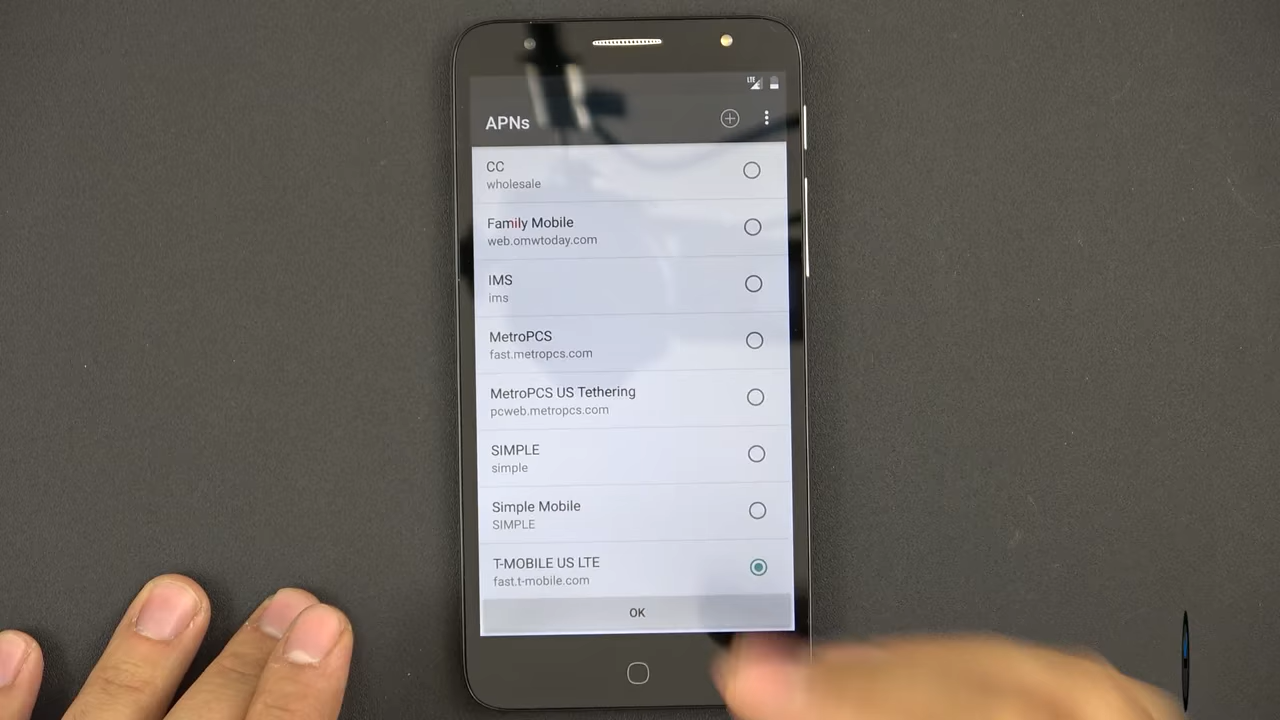 LTE
APNs
CC
wholesale
Family Mobile
web.omwtoday.com
IMS
ims
MetroPCS
fast.metropcs.com
MetroPCS US Tethering
pcweb.metropcs.com
SIMPLE
simple
Simple Mobile
SIMPLE
T-MOBILE US LTE
fast.t-mobile.com
OK